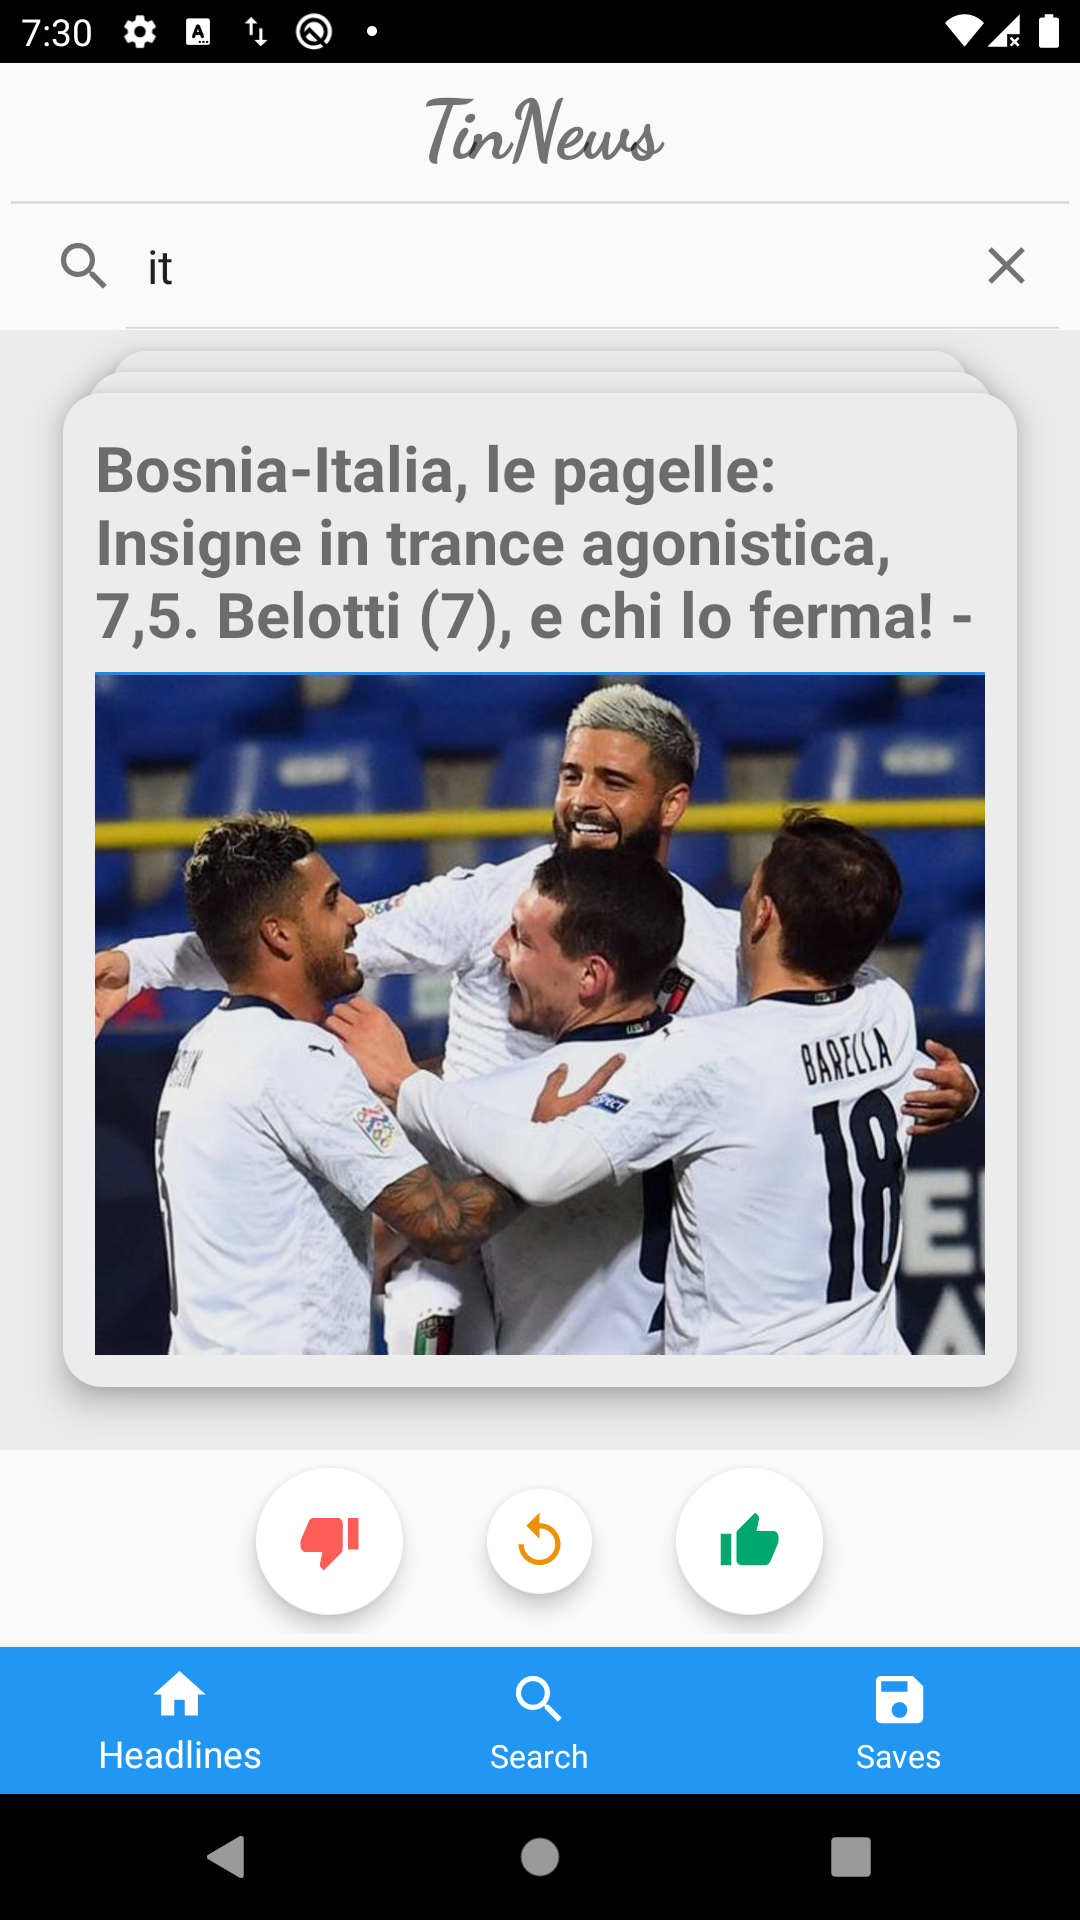 7:30
TinNews
it
Bosnia-Italia, le pagelle:
Insigne in trance agonistica,
7,5. Belotti (7), e chi lo ferma! -
BARELLA
18
Headlines
Search
Saves